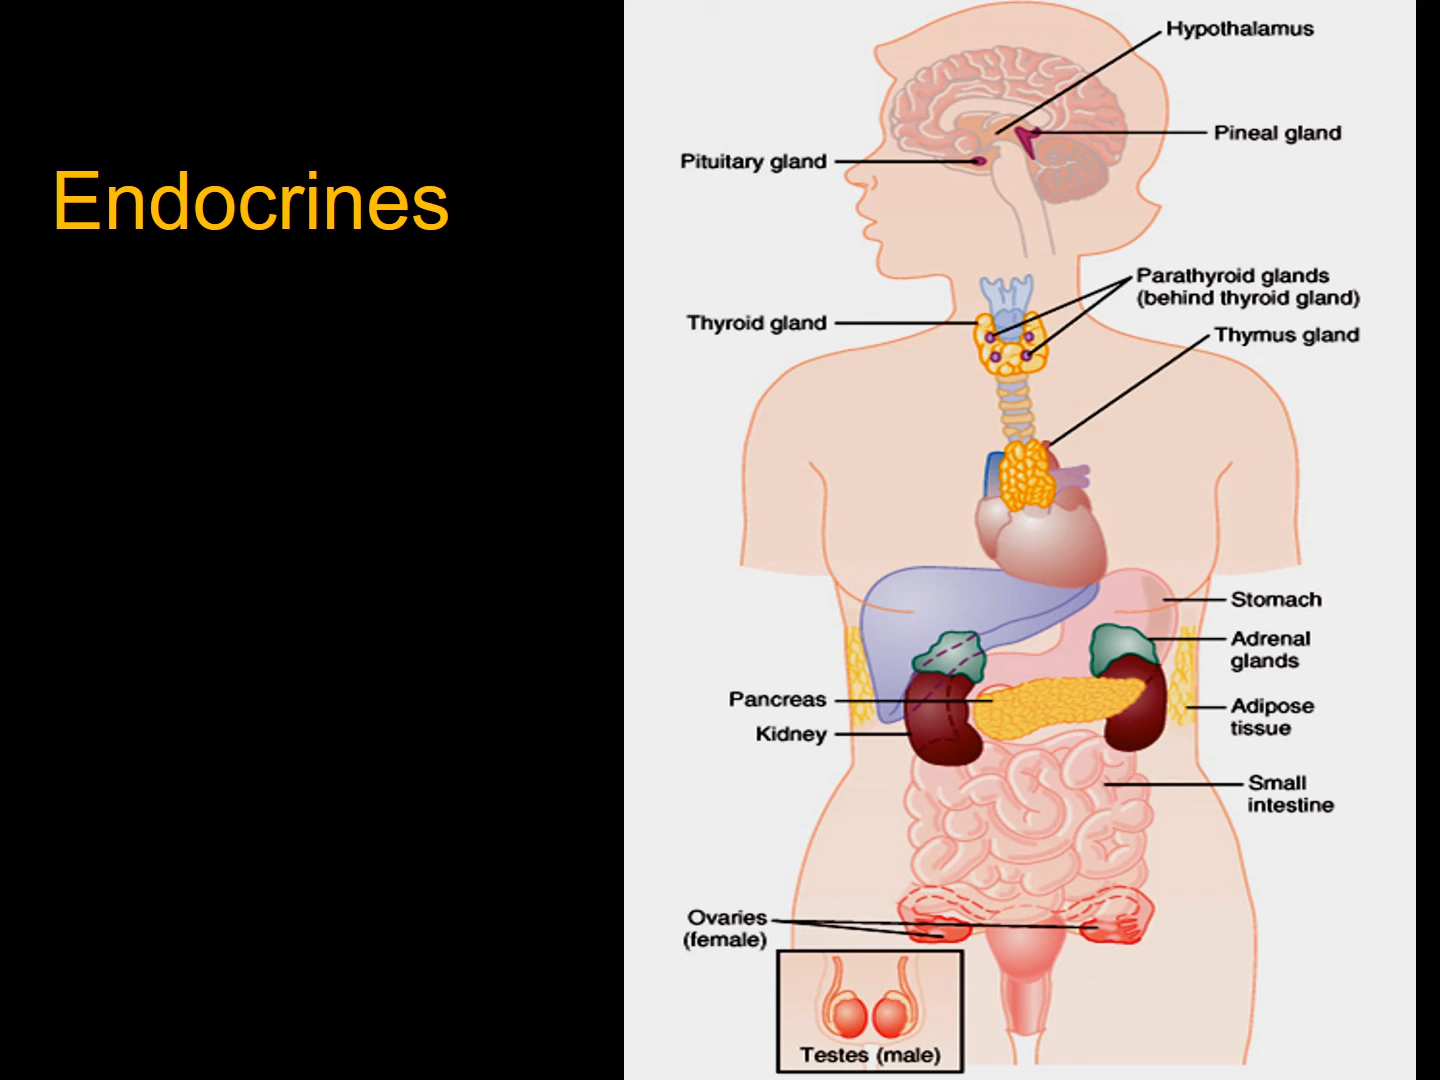 Endocrines
Hypothalamus
Pineal gland
Pituitary gland
Parathyroid glands
(behind thyroid gland)
Thyroid gland
Thymus gland
Stomach
Adrenal
glands
Pancreas
Adipose
tissue
Kidney
Small
intestine
Ovaries
(female)
Testes (male)